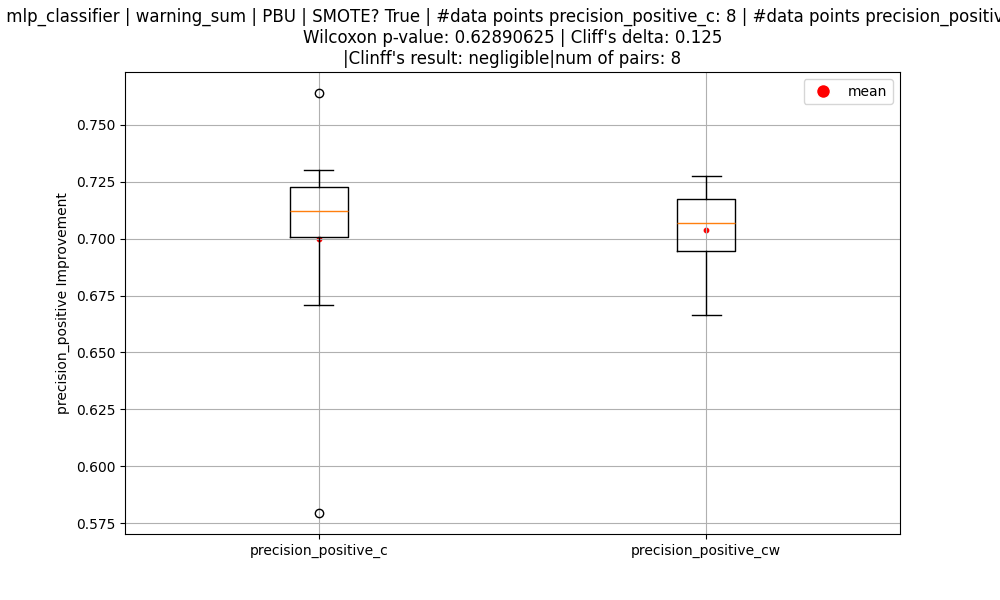 mlp_classifier | warning_sum | PBU | SMOTE? True | #data points precision_positive_c: 8 | #data points precision_positiv
Wilcoxon p-value: 0.62890625 | Cliff's delta: 0.125
|Clinff's result: negligible|num of pairs: 8
mean
precision_positive Improvement
0.750
0.725
0.700
0.675
0.650
0.625
0.600
0.575
precision_positive_c
precision_positive_cw